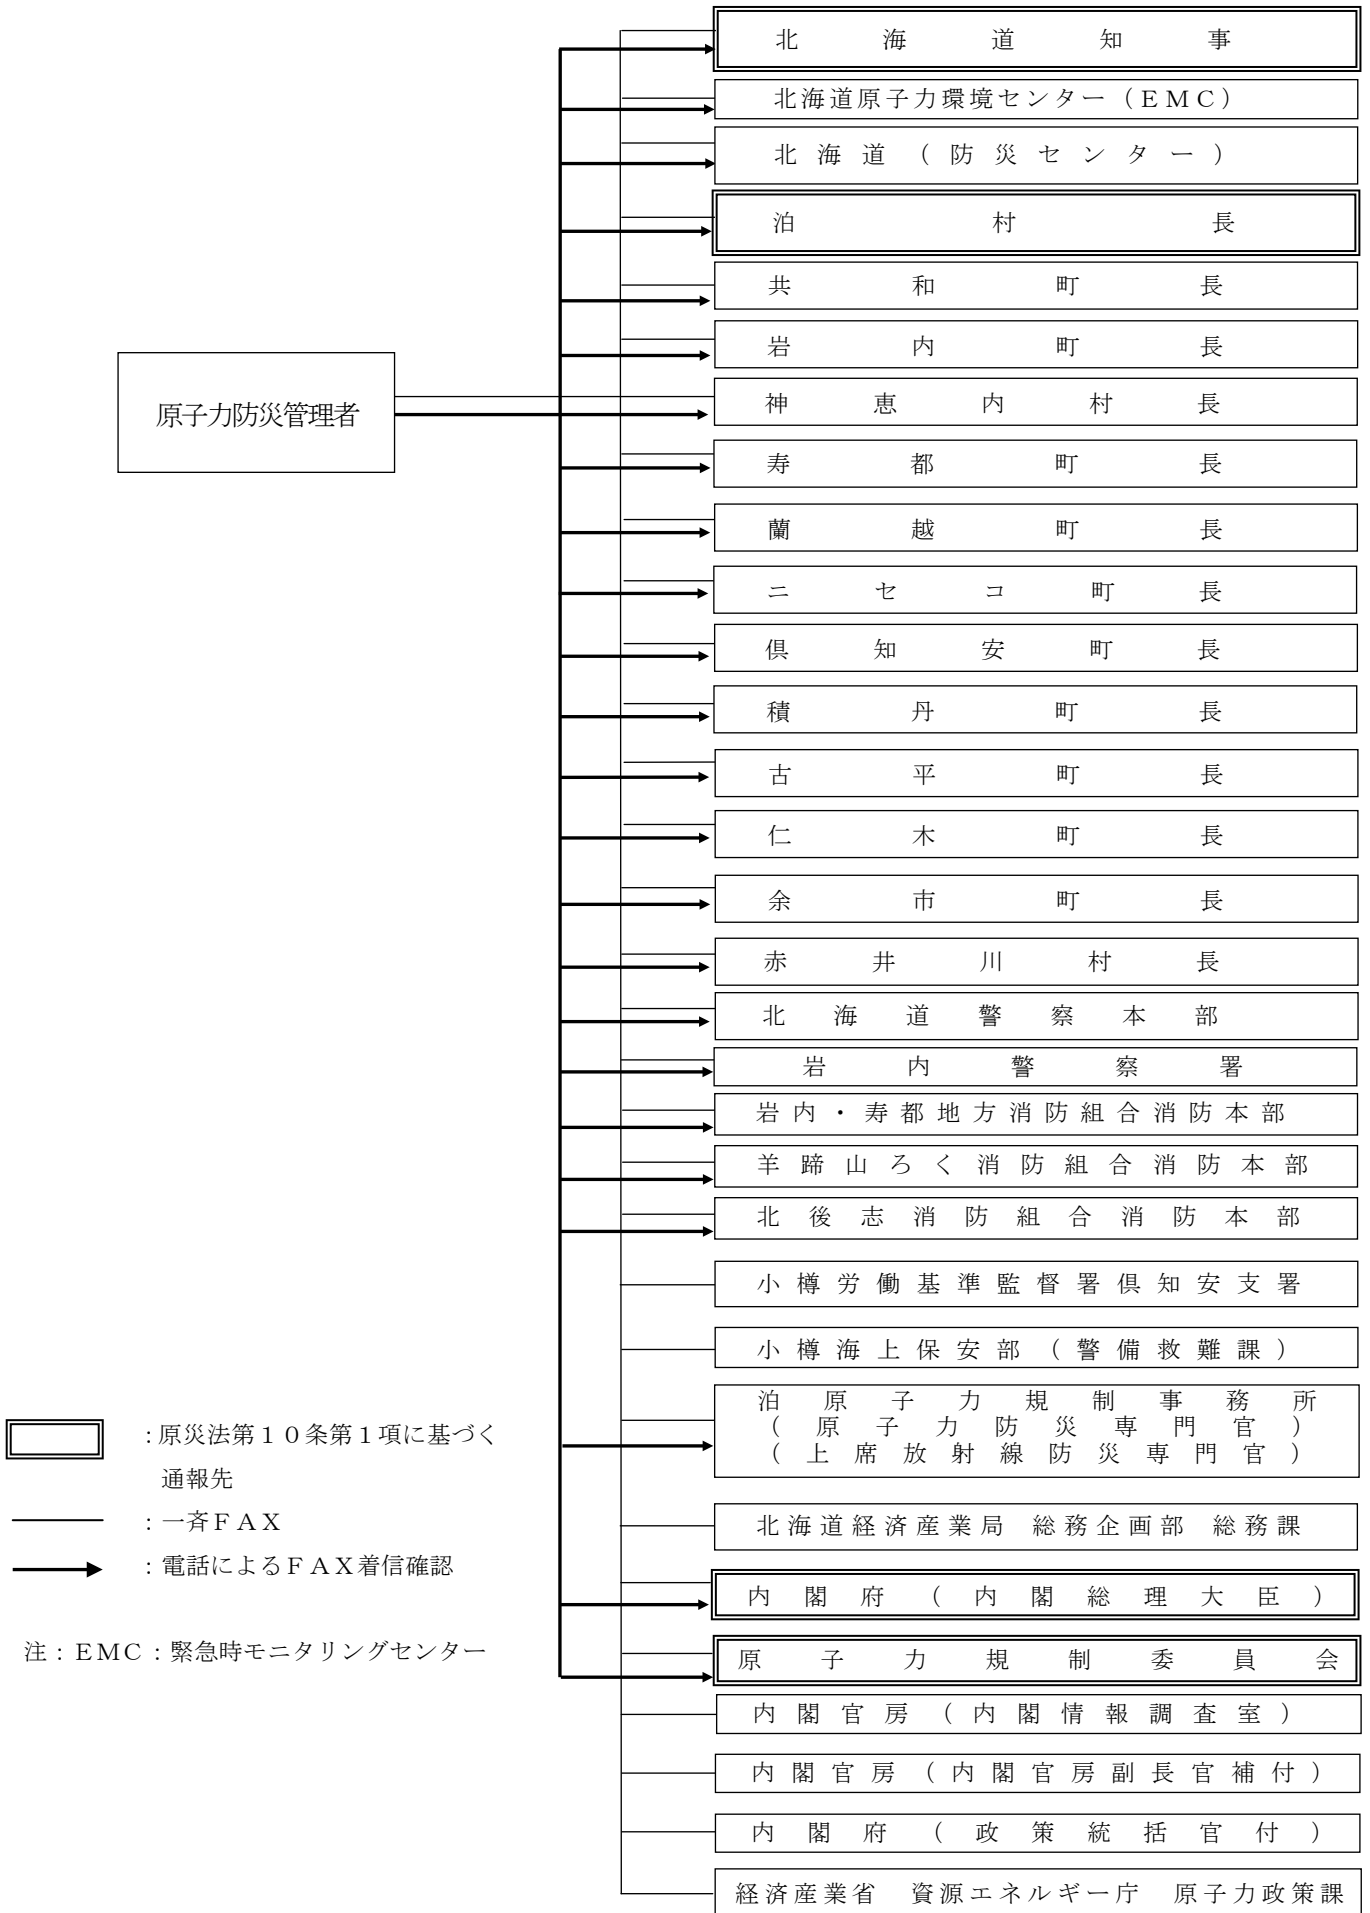 北海道知事
北海道原子力環境センター（ＥＭＣ）
北海道（防災センター）
泊村長
共和町長
岩内町長
原子力防災管理者
神恵内村長
寿都町長
蘭越町長
ニセコ町長
倶知安町長
積丹町長
古平町長
仁木町長
余市町長
赤井川村長
北海道警察本部
岩内警察署
岩内・寿都地方消防組合消防本部
羊蹄山ろく消防組合消防本部
北後志消防組合消防本部
小樽労働基準監督署倶知安支署
小樽海上保安部（警備救難課）
泊原子力規制事務所
（原子力防災専門官）
（上席放射線防災専門官）
北海道経済産業局　総務企画部　総務課
内閣府（内閣総理大臣）
原子力規制委員会
内閣官房（内閣情報調査室）
内閣官房（内閣官房副長官補付）
内閣府（政策統括官付）
経済産業省　資源エネルギー庁　原子力政策課
：原災法第１０条第１項に基づく
通報先
：一斉ＦＡＸ
：電話によるＦＡＸ着信確認
注：ＥＭＣ：緊急時モニタリングセンター